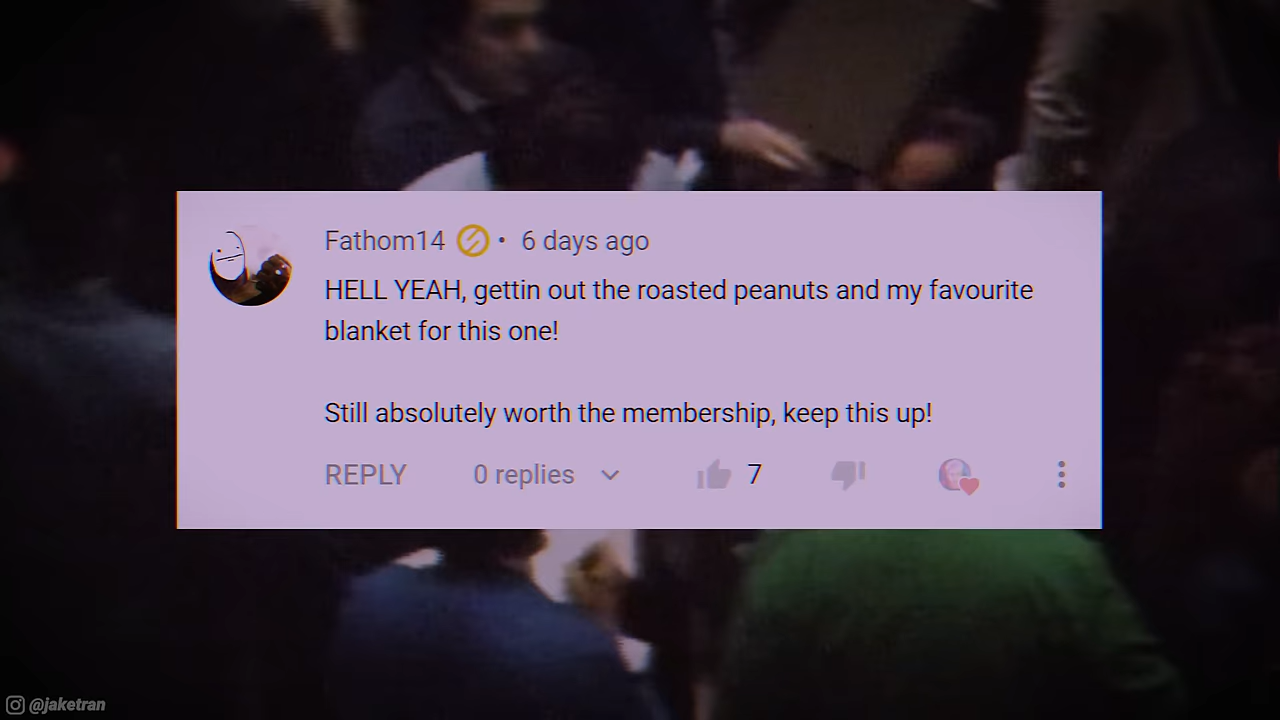 Fathom14 • 6 days ago
HELL YEAH, gettin out the roasted peanuts and my favourite
blanket for this one!
Still absolutely worth the membership, keep this up!
REPLY 0 replies 7
@jaketran